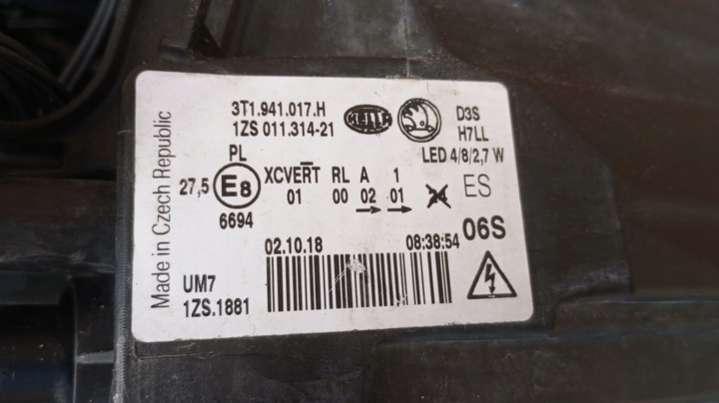 Made in Czech Republic
3T1.941.017.H
1ZS 011.314-21
HELLA
D3S
H7LL
LED 4/8/2,7 W
PL
27,5
E8
6694
XCVERT RL A 1
01 00 02 01
ES
06S
02.10.18 08:38:54
UM7
1ZS.1881